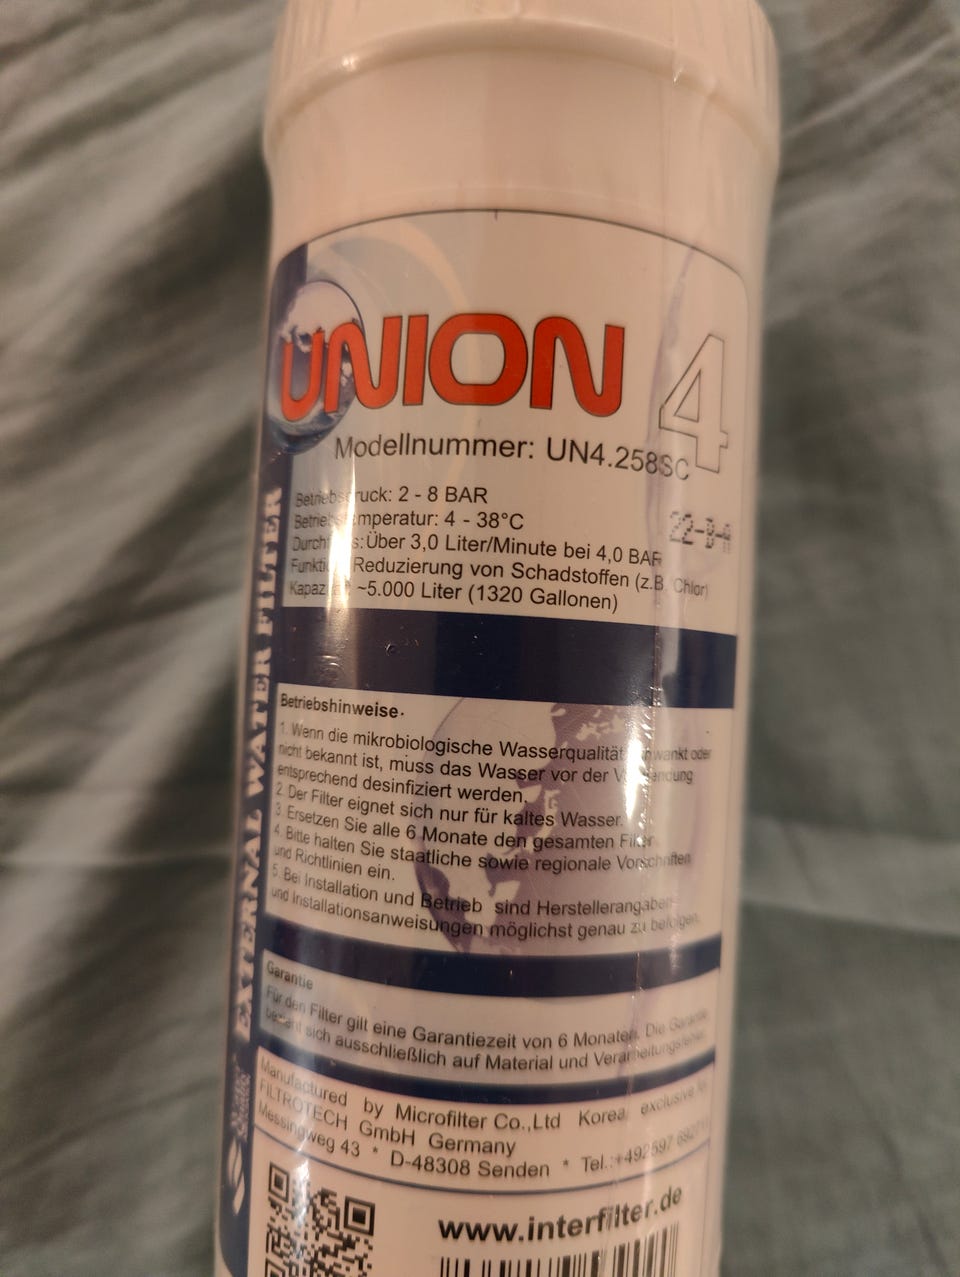 UNION
4
Modellnummer: UN4.258SC
Betriebsdruck: 2 - 8 BAR
Betriebstemperatur: 4 - 38°C
22-B-A
Durchfluss: Über 3,0 Liter/Minute bei 4,0 BAR
Funktion: Reduzierung von Schadstoffen (z.B. Chlor)
Kapazität: ~5.000 Liter (1320 Gallonen)
EXTERNAL WATER FILTER
Betriebshinweise:
1. Wenn die mikrobiologische Wasserqualität schwankt oder
nicht bekannt ist, muss das Wasser vor der Verwendung
entsprechend desinfiziert werden.
2. Der Filter eignet sich nur für kaltes Wasser.
3. Ersetzen Sie alle 6 Monate den gesamten Filter.
4. Bitte halten Sie staatliche sowie regionale Vorschriften
und Richtlinien ein.
5. Bei Installation und Betrieb sind Herstellerangaben
und Installationsanweisungen möglichst genau zu befolgen.
Garantie
Für den Filter gilt eine Garantiezeit von 6 Monaten. Die Garantie
bezieht sich ausschließlich auf Material und Verarbeitungsfehler.
Manufactured by Microfilter Co.,Ltd Korea exclusive for
FILTROTECH GmbH Germany
Messingweg 43 * D-48308 Senden * Tel.:+492597
www.interfilter.de